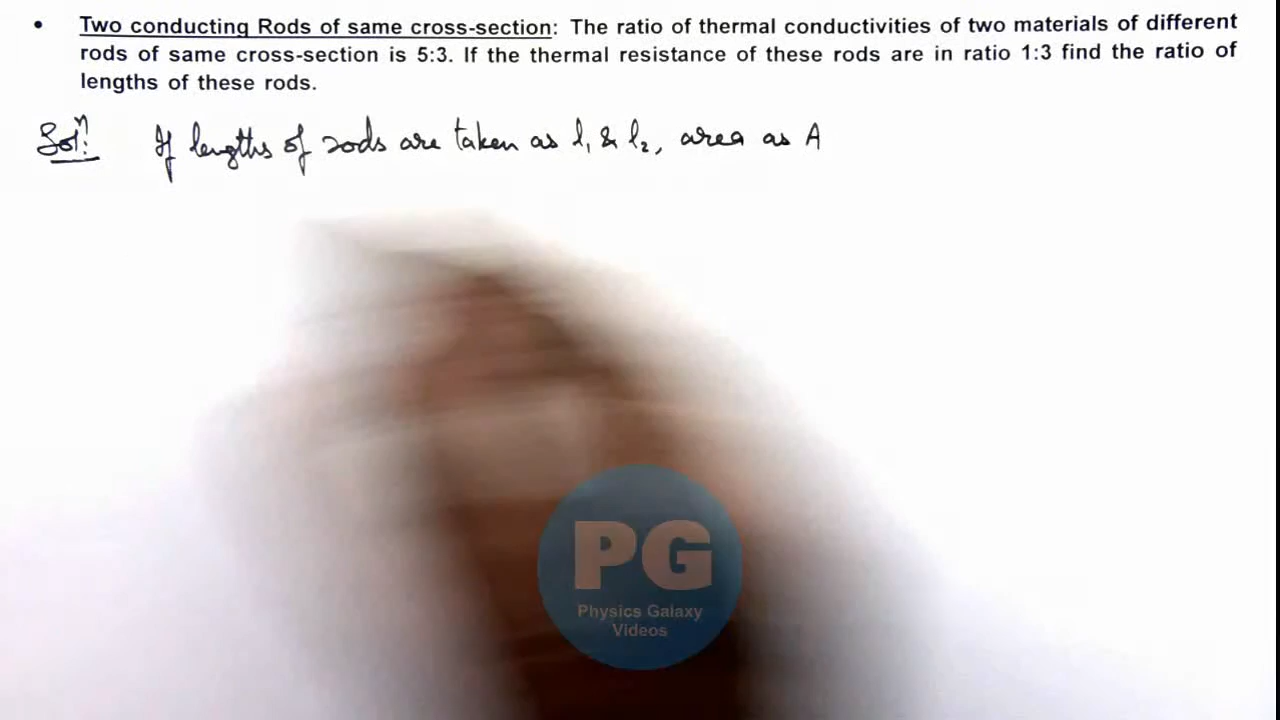 • Two conducting Rods of same cross-section: The ratio of thermal conductivities of two materials of different
rods of same cross-section is 5:3. If the thermal resistance of these rods are in ratio 1:3 find the ratio of
lengths of these rods.
Solⁿ: If lengths of rods are taken as l₁ & l₂, area as A
PG
Physics Galaxy
Videos